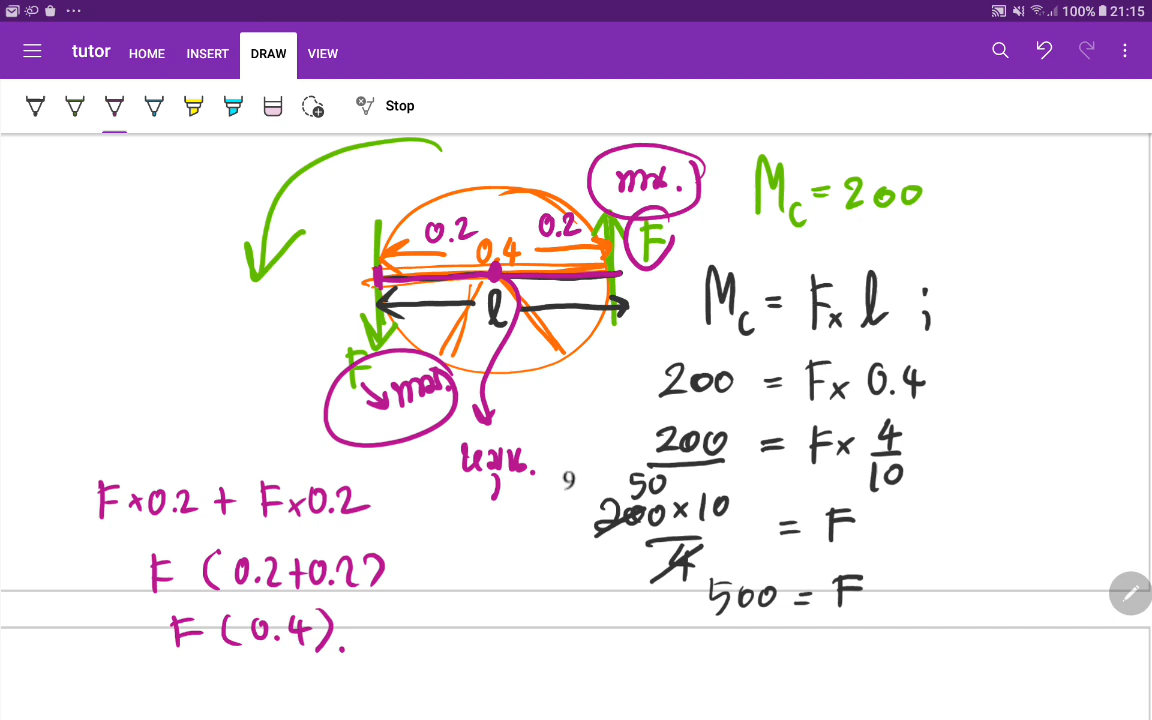 100% 21:15
tutor HOME INSERT DRAW VIEW
Stop
M_C = 200
0.2 0.2 F
0.4
l
M_C = F × l ;
F
200 = F × 0.4
200 = F × 4/10
9
50
200 × 10 / 4 = F
500 = F
F × 0.2 + F × 0.2
F (0.2+0.2)
F (0.4).